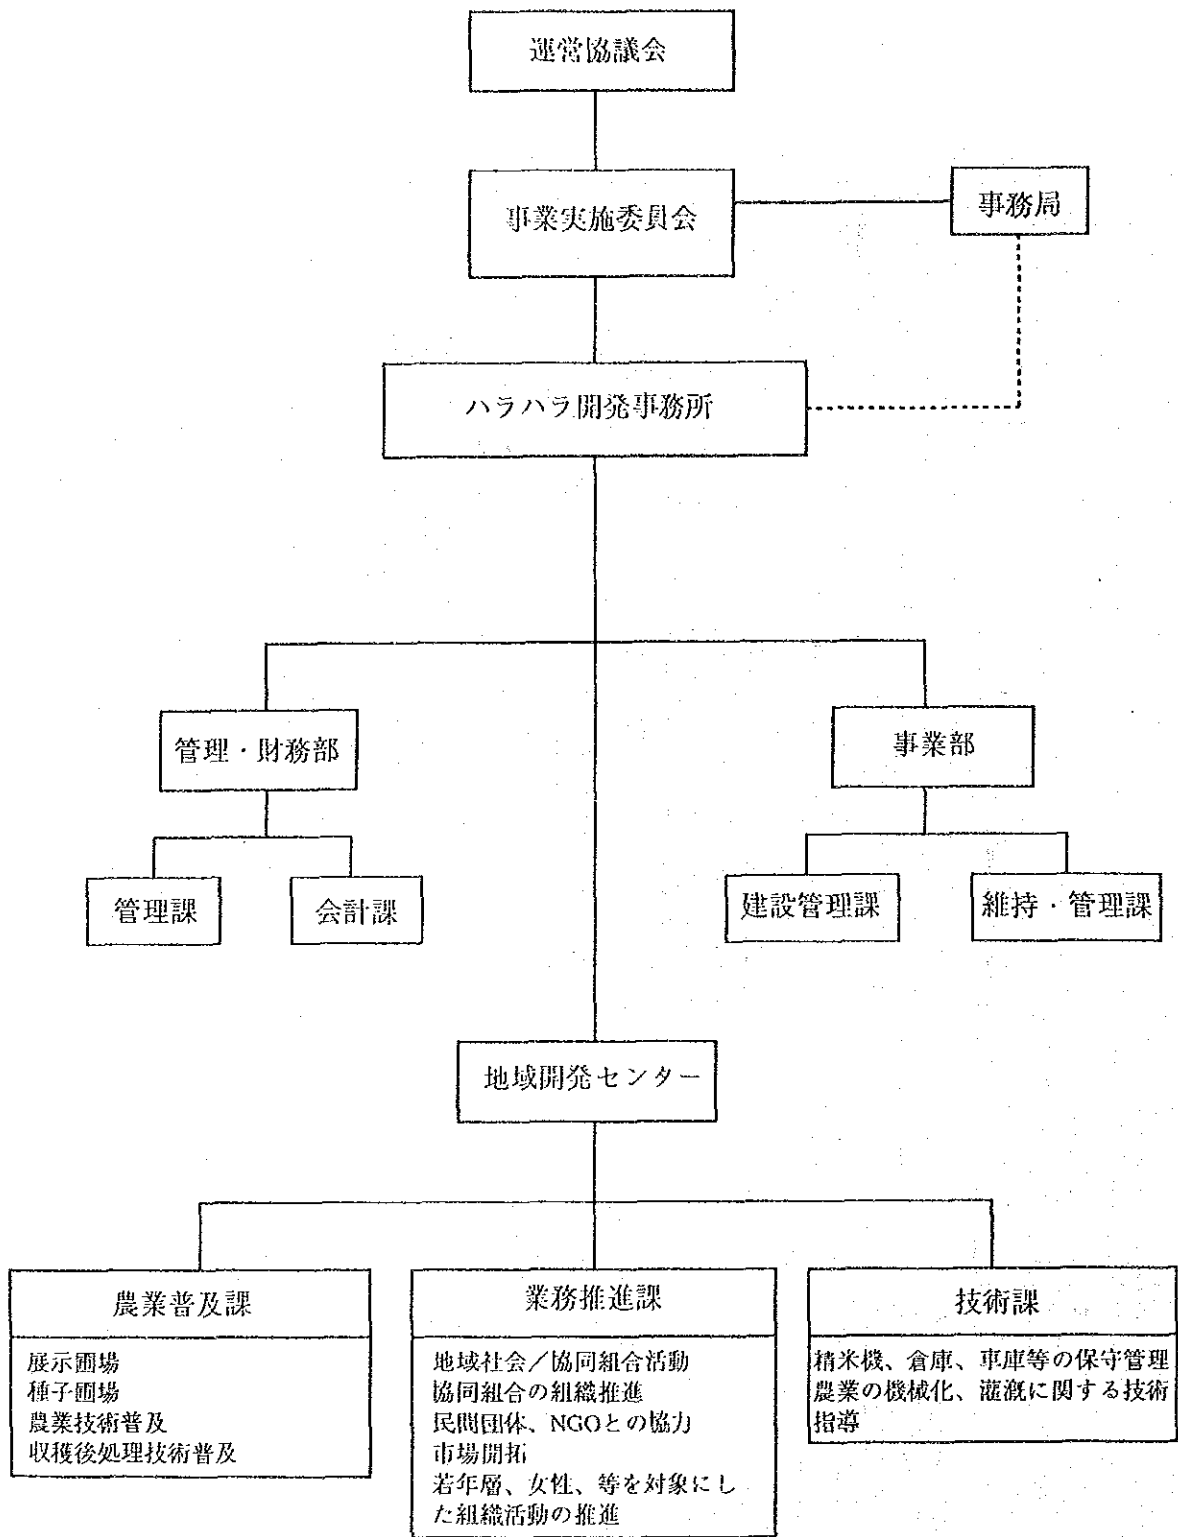 運営協議会
事業実施委員会
事務局
ハラハラ開発事務所
管理・財務部
事業部
管理課
会計課
建設管理課
維持・管理課
地域開発センター
農業普及課
展示圃場
種子圃場
農業技術普及
収穫後処理技術普及
業務推進課
地域社会/協同組合活動
協同組合の組織推進
民間団体、NGOとの協力
市場開拓
若年層、女性、等を対象にし
た組織活動の推進
技術課
精米機、倉庫、車庫等の保守管理
農業の機械化、灌漑に関する技術
指導